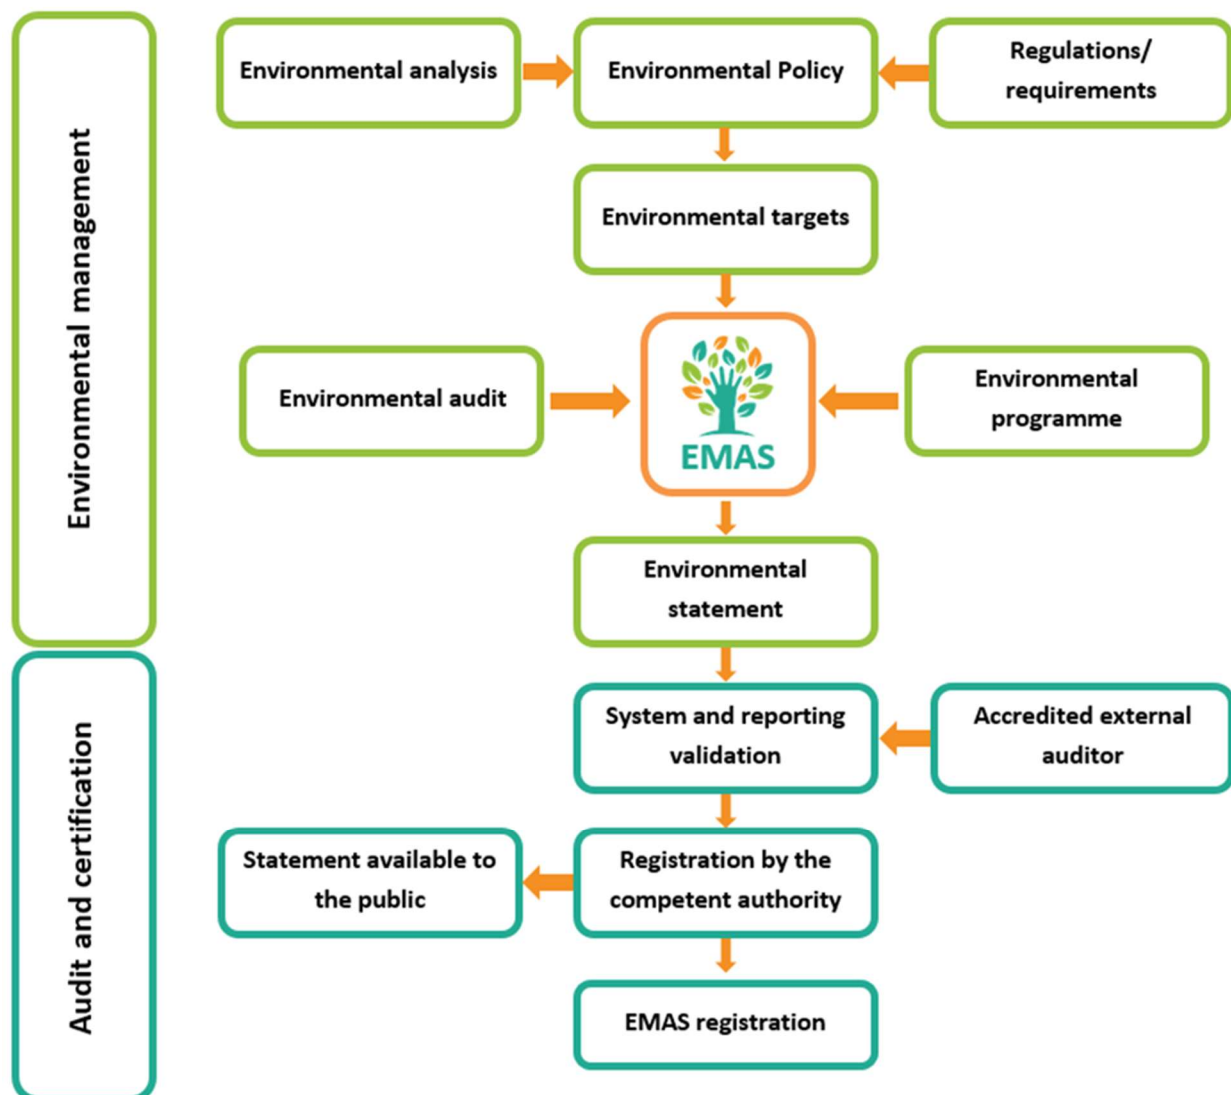 Environmental management
Environmental analysis
Environmental Policy
Regulations/
requirements
Environmental targets
Environmental audit
EMAS
Environmental
programme
Environmental
statement
Audit and certification
System and reporting
validation
Accredited external
auditor
Statement available to
the public
Registration by the
competent authority
EMAS registration